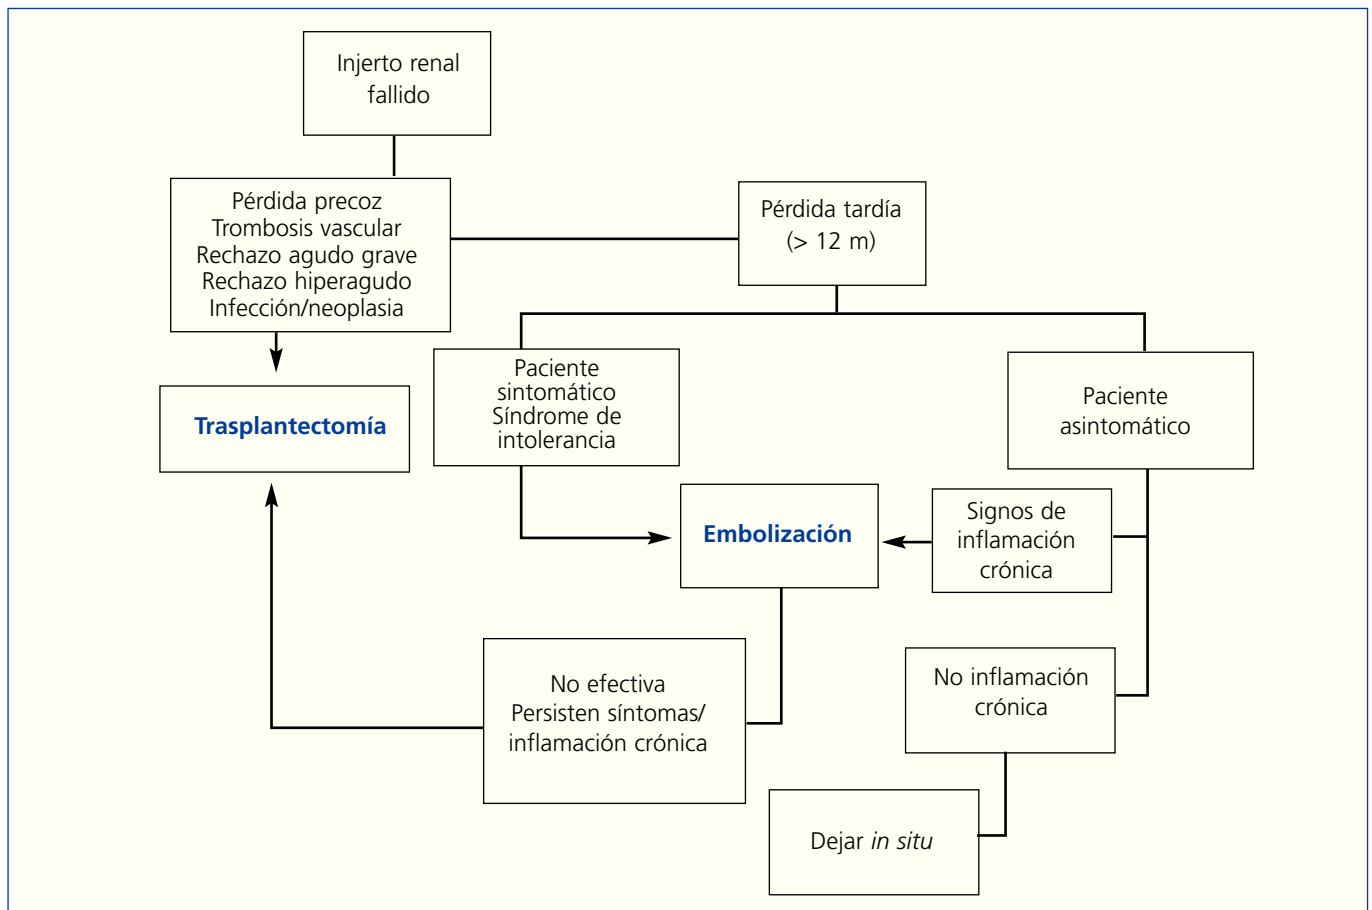 Injerto renal
fallido
Pérdida precoz
Trombosis vascular
Rechazo agudo grave
Rechazo hiperagudo
Infección/neoplasia
Pérdida tardía
(> 12 m)
Trasplantectomía
Paciente
sintomático
Síndrome de
intolerancia
Paciente
asintomático
Embolización
Signos de
inflamación
crónica
No efectiva
Persisten síntomas/
inflamación crónica
No inflamación
crónica
Dejar in situ